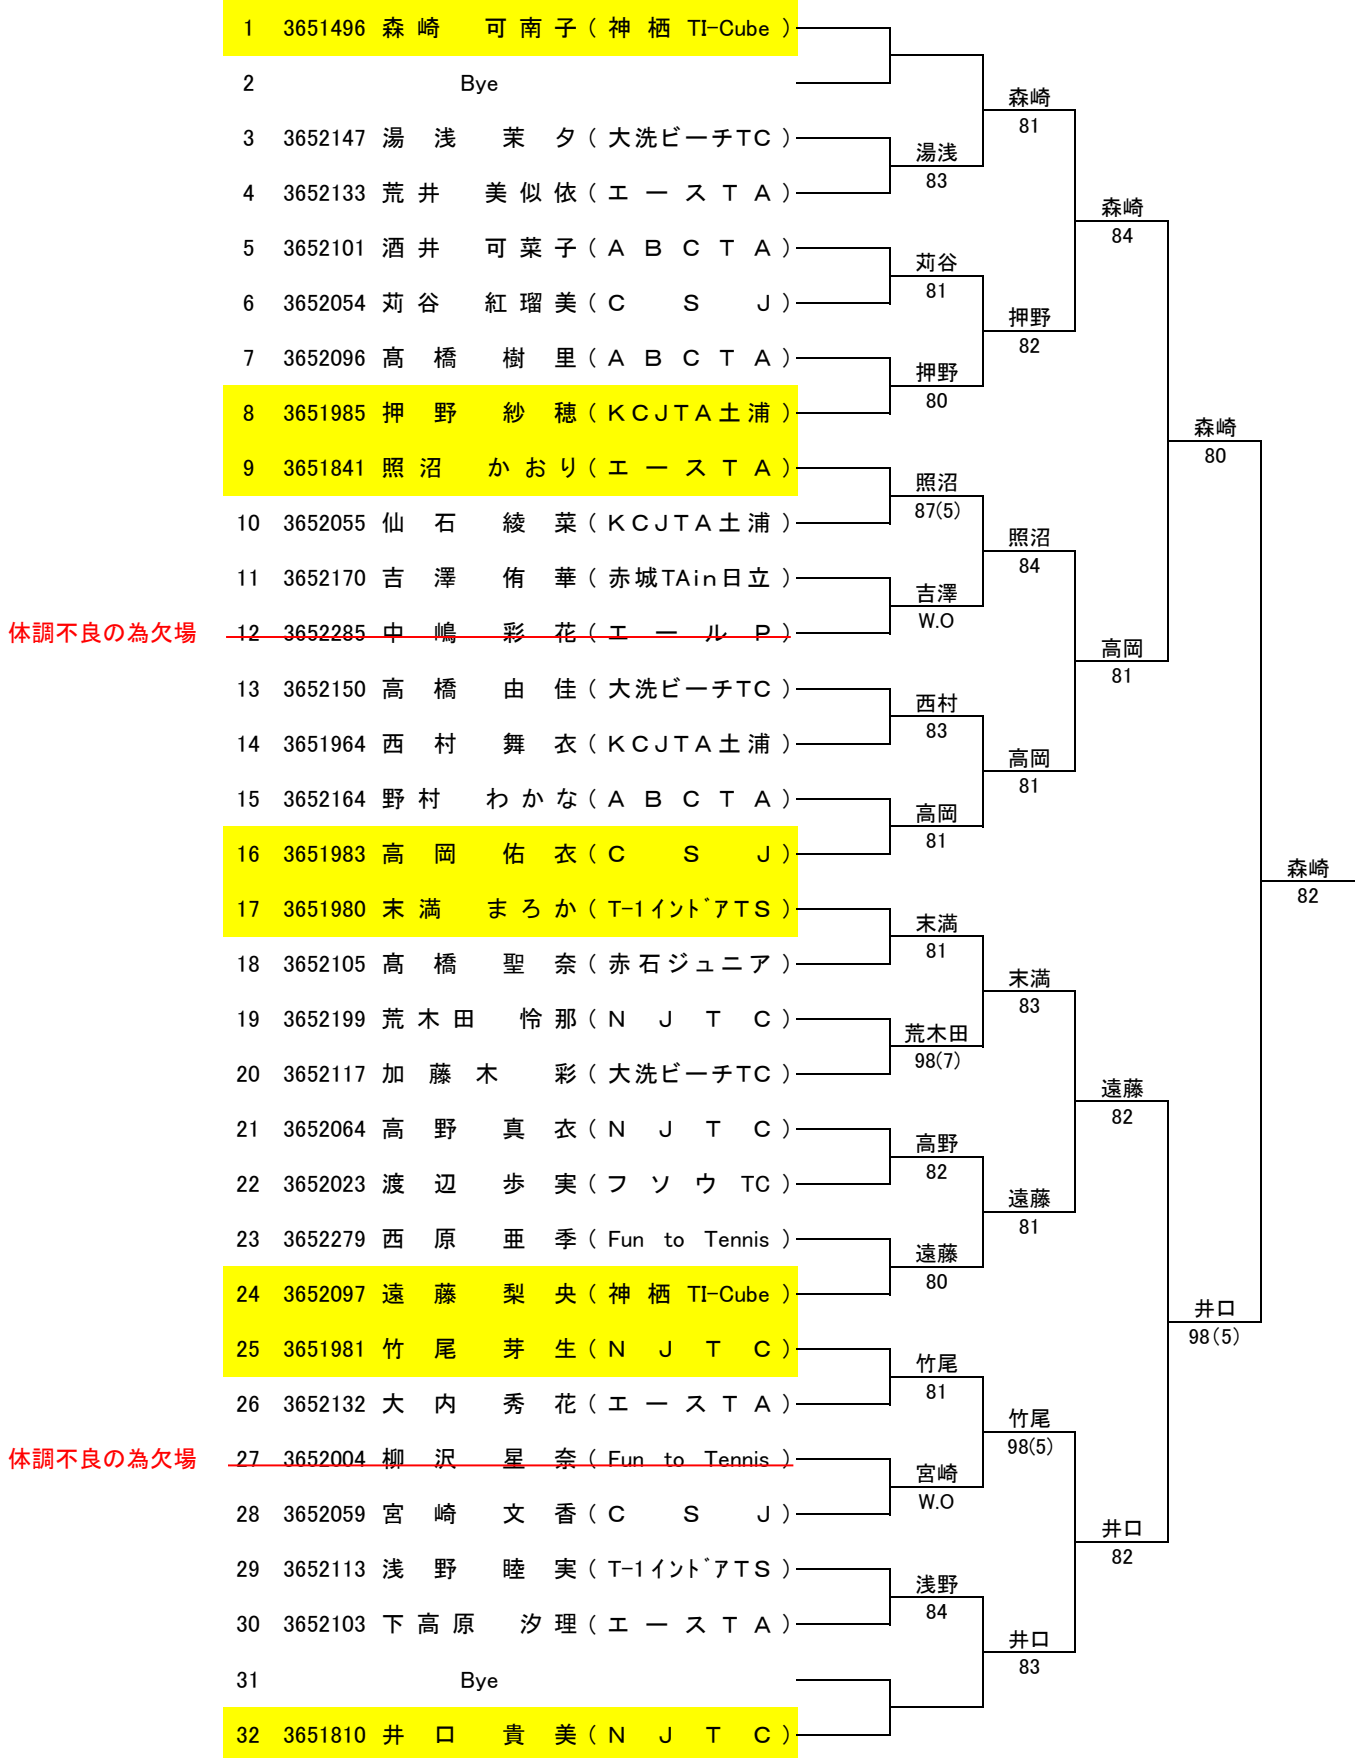 1 3651496 森崎 可南子 (神栖 TI-Cube)
2 Bye
森崎
81
3 3652147 湯浅 茉夕 (大洗ビーチTC)
湯浅
83
4 3652133 荒井 美似依 (エースTA)
森崎
84
5 3652101 酒井 可菜子 (ABCTA)
苅谷
81
6 3652054 苅谷 紅瑠美 (CSJ)
押野
82
7 3652096 髙橋 樹里 (ABCTA)
押野
80
8 3651985 押野 紗穂 (KCJTA土浦)
森崎
80
9 3651841 照沼 かおり (エースTA)
照沼
87(5)
10 3652055 仙石 綾菜 (KCJTA土浦)
照沼
84
11 3652170 吉澤 侑華 (赤城TAin日立)
吉澤
W.O
体調不良の為欠場 12 3652285 中嶋 彩花 (エールP)
高岡
81
13 3652150 高橋 由佳 (大洗ビーチTC)
西村
83
14 3651964 西村 舞衣 (KCJTA土浦)
高岡
81
15 3652164 野村 わかな (ABCTA)
高岡
81
16 3651983 高岡 佑衣 (CSJ)
森崎
82
17 3651980 末満 まろか (T-1インドアTS)
末満
81
18 3652105 髙橋 聖奈 (赤石ジュニア)
末満
83
19 3652199 荒木田 怜那 (NJTC)
荒木田
98(7)
20 3652117 加藤木 彩 (大洗ビーチTC)
遠藤
82
21 3652064 高野 真衣 (NJTC)
高野
82
22 3652023 渡辺 歩実 (フソウTC)
遠藤
81
23 3652279 西原 亜季 (Fun to Tennis)
遠藤
80
24 3652097 遠藤 梨央 (神栖 TI-Cube)
井口
98(5)
25 3651981 竹尾 芽生 (NJTC)
竹尾
81
26 3652132 大内 秀花 (エースTA)
竹尾
98(5)
体調不良の為欠場 27 3652004 柳沢 星奈 (Fun to Tennis)
宮崎
W.O
28 3652059 宮崎 文香 (CSJ)
井口
82
29 3652113 浅野 睦実 (T-1インドアTS)
浅野
84
30 3652103 下高原 汐理 (エースTA)
井口
83
31 Bye
32 3651810 井口 貴美 (NJTC)